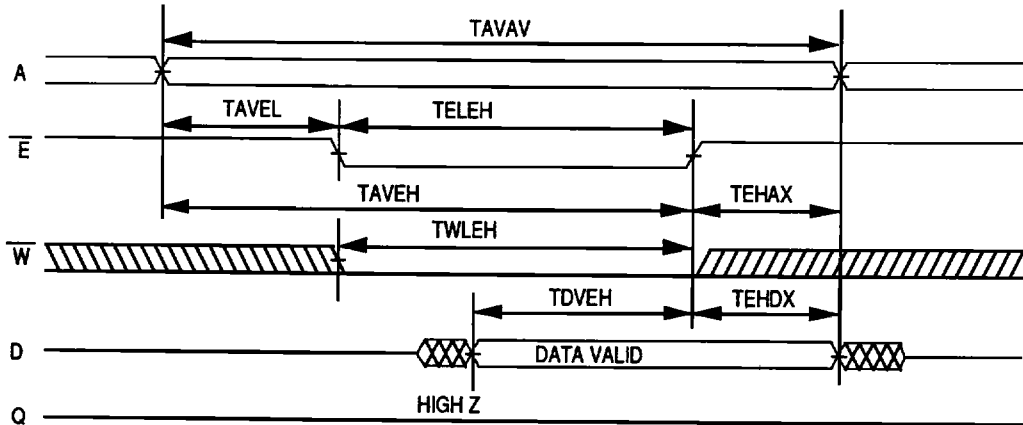 TAVAV
A
TAVEL TELEH
E
TAVEH TEHAX
TWLEH
W
TDVEH TEHDX
D DATA VALID
HIGH Z
Q